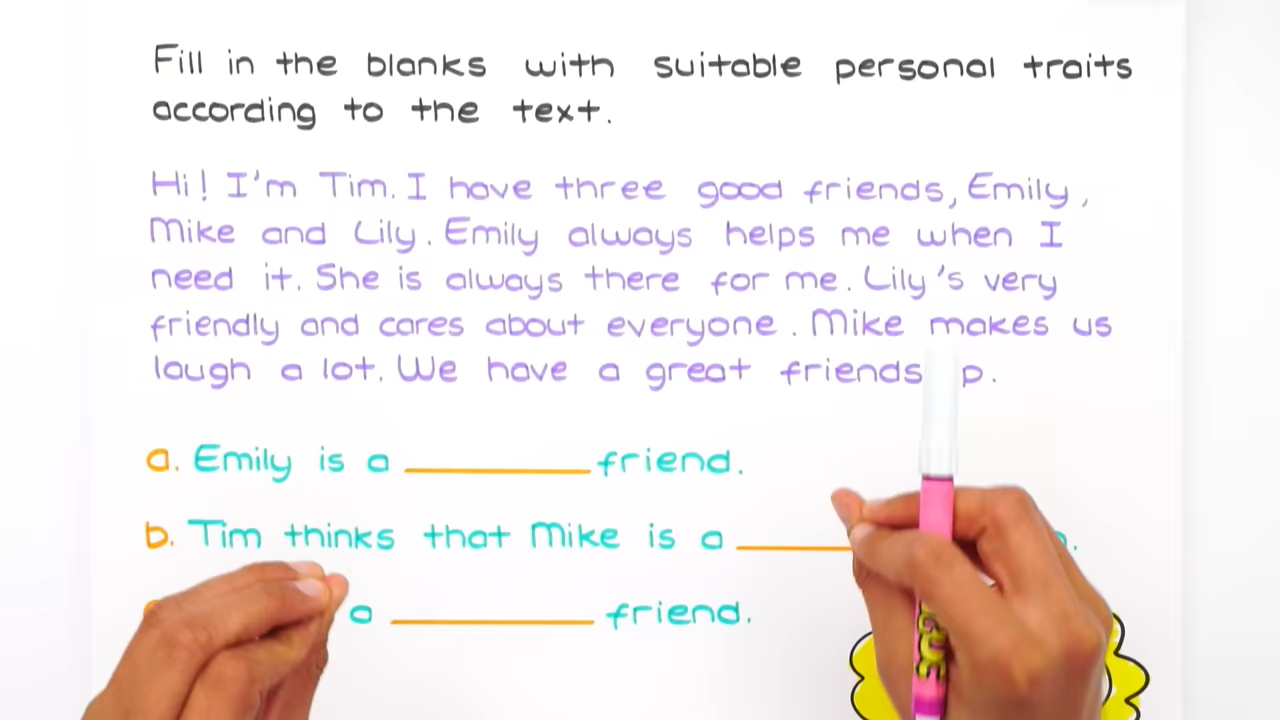 Fill in the blanks with suitable personal traits
according to the text.
Hi! I'm Tim. I have three good friends, Emily,
Mike and Lily. Emily always helps me when I
need it. She is always there for me. Lily's very
friendly and cares about everyone. Mike makes us
laugh a lot. We have a great friends p.
a. Emily is a ________ friend.
b. Tim thinks that Mike is a ________
a ________ friend.